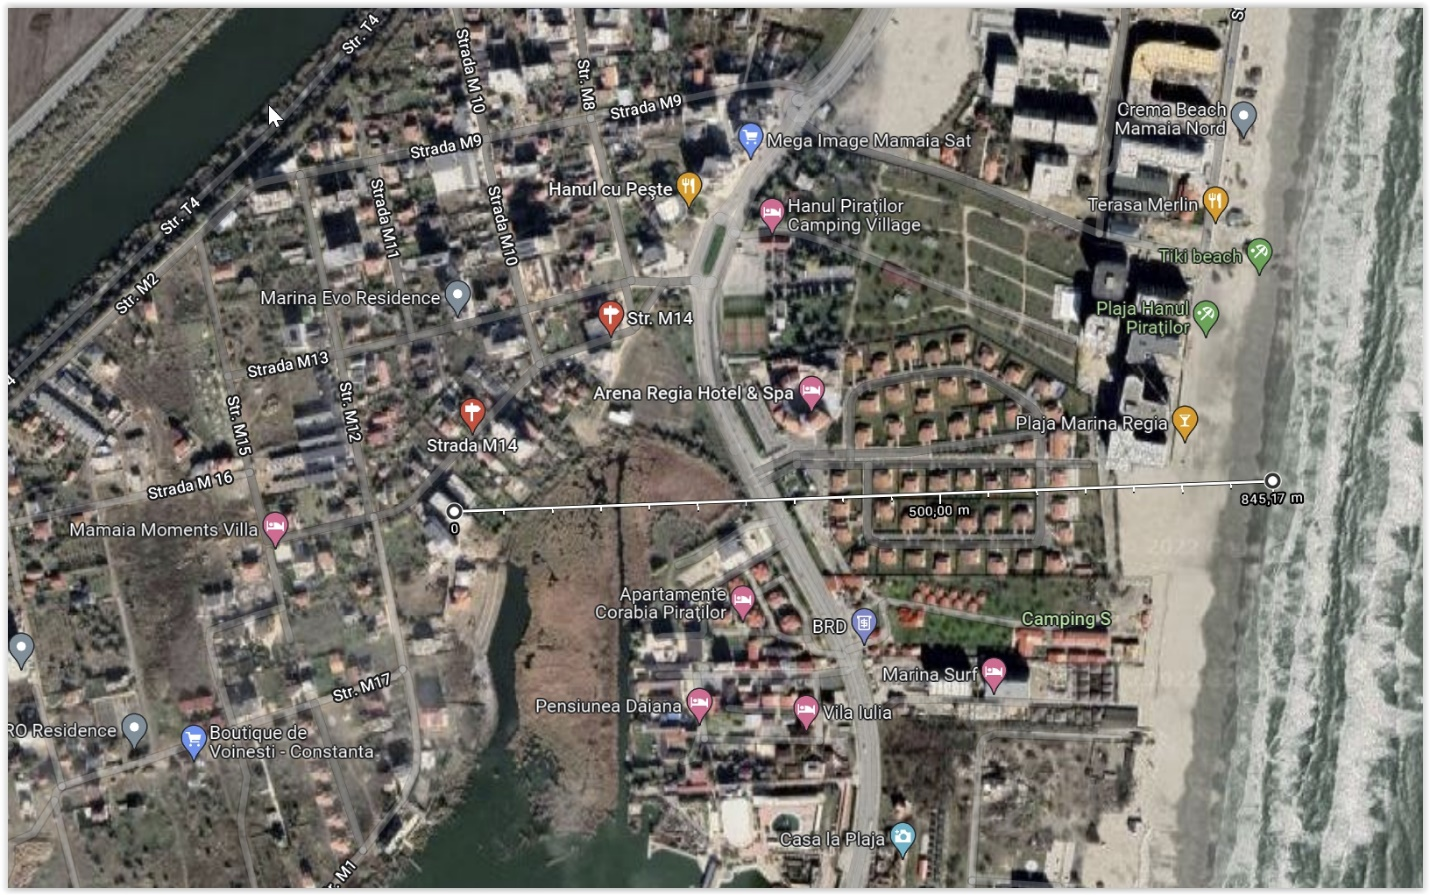 Str. T4
Strada M 10
Str. M8
Strada M9
Crema Beach
Mamaia Nord
Strada M9
Mega Image Mamaia Sat
Hanul cu Pește
Str. T4
Strada M11
Strada M10
Hanul Piraților
Camping Village
Terasa Merlin
Tiki beach
Str. M2
Marina Evo Residence
Str. M14
Plaja Hanul
Piraților
Strada M13
Arena Regia Hotel & Spa
Str. M15
Str. M12
Plaja Marina Regia
Strada M14
Strada M 16
Mamaia Moments Villa
0
500,00 m
845,17 m
2022
Apartamente
Corabia Piraților
BRD
Camping S
Marina Surf
Str. M17
Pensiunea Daiana
Vila Iulia
RO Residence
Boutique de
Voinesti - Constanta
Casa la Plaja
r. M1